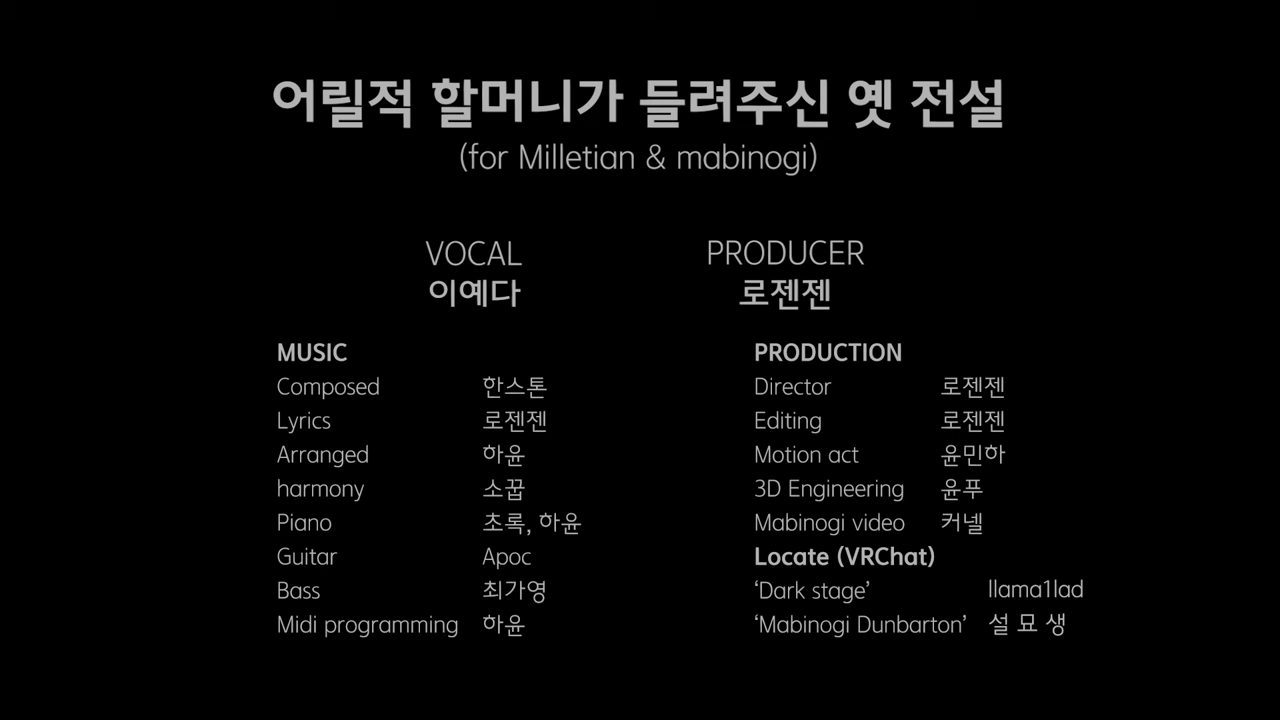 어릴적 할머니가 들려주신 옛 전설
(for Milletian & mabinogi)
VOCAL
이예다
PRODUCER
로젠젠
MUSIC
Composed 한스톤
Lyrics 로젠젠
Arranged 하윤
harmony 소꿉
Piano 초록, 하윤
Guitar Apoc
Bass 최가영
Midi programming 하윤
PRODUCTION
Director 로젠젠
Editing 로젠젠
Motion act 윤민하
3D Engineering 윤푸
Mabinogi video 커넬
Locate (VRChat)
‘Dark stage’ llama1lad
‘Mabinogi Dunbarton’ 설 묘 생